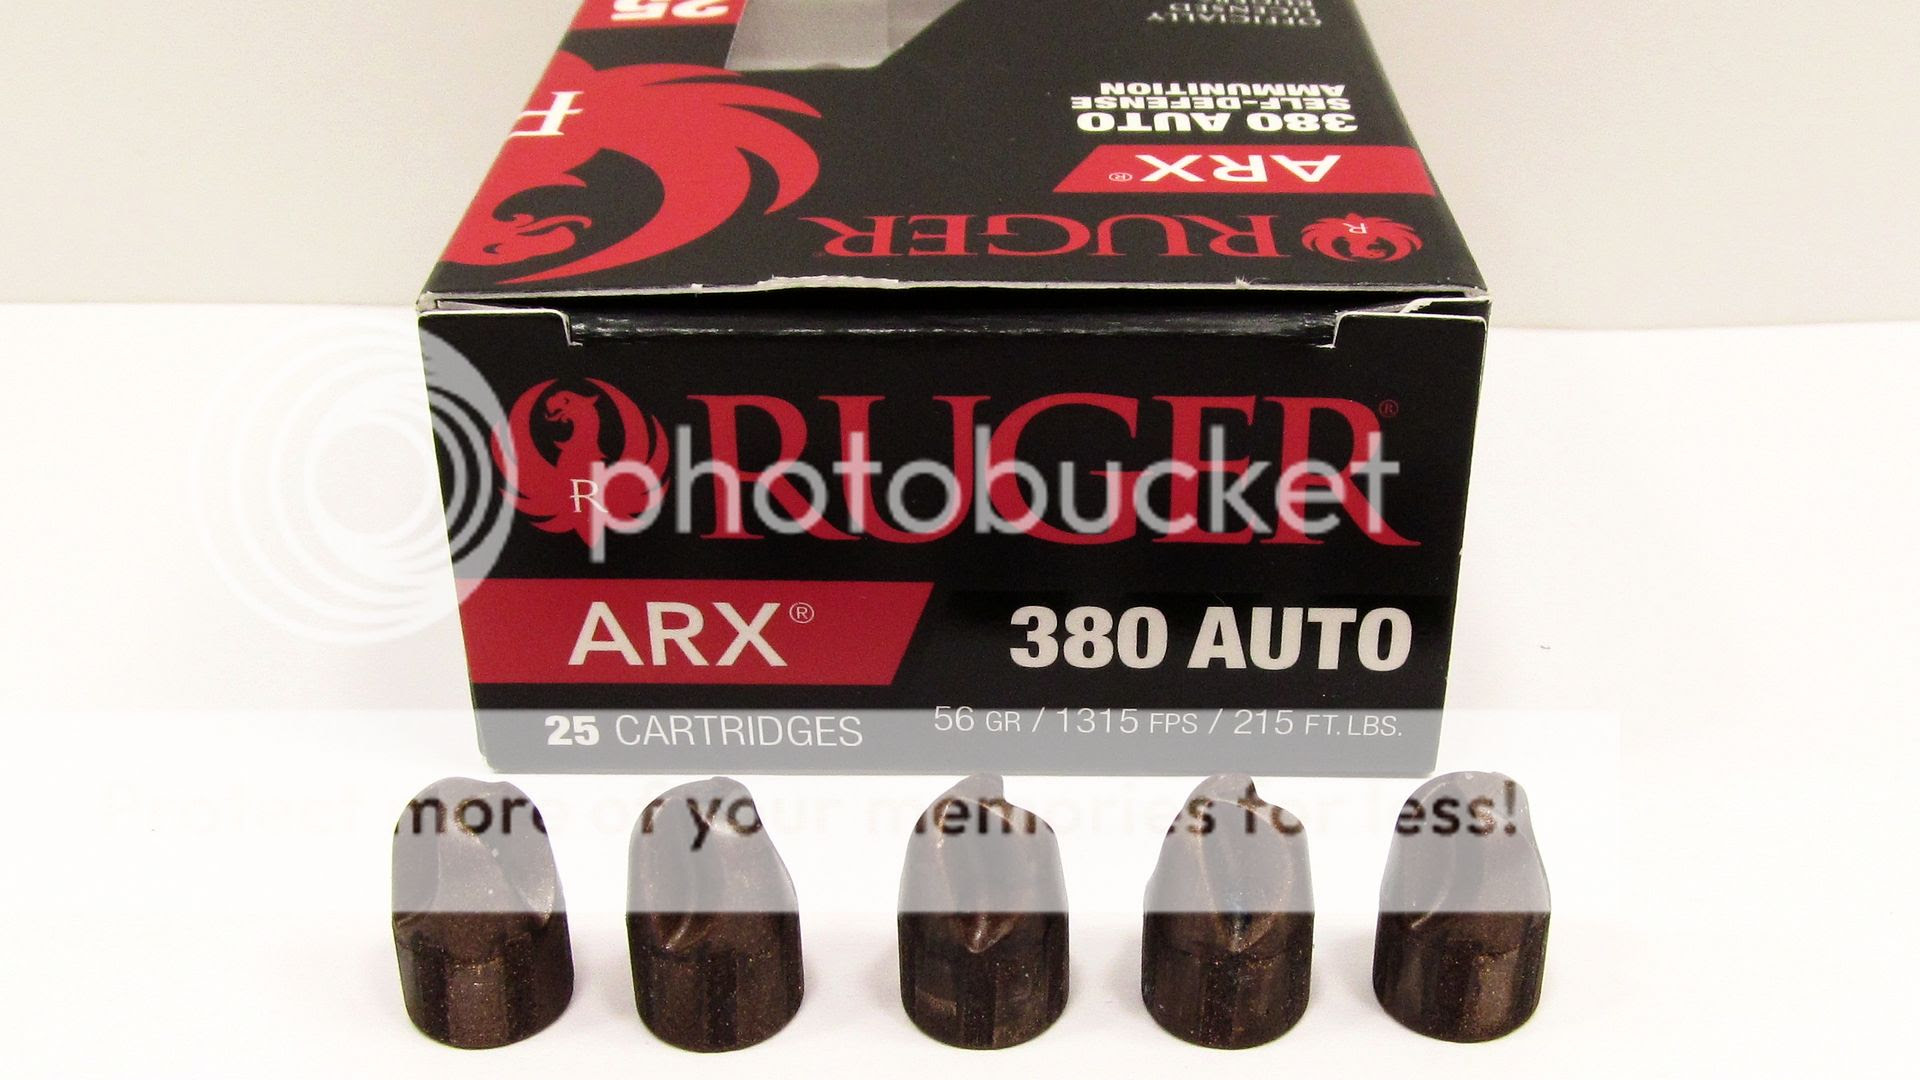 25
OFFICIALLY
LICENSED
380 AUTO
SELF-DEFENSE
AMMUNITION
ARX®
R RUGER
RUGER®
R
photobucket
ARX® 380 AUTO
25 CARTRIDGES 56 GR / 1315 FPS / 215 FT. LBS.
Protect more of your memories for less!